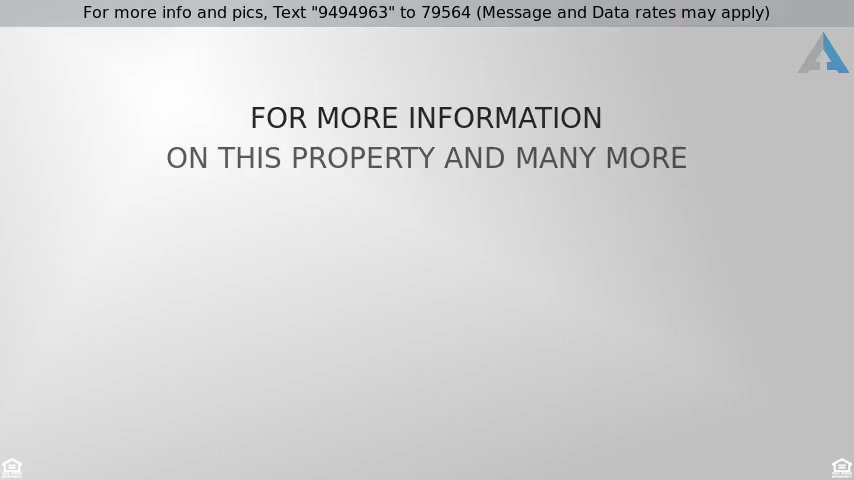 For more info and pics, Text "9494963" to 79564 (Message and Data rates may apply)
FOR MORE INFORMATION
ON THIS PROPERTY AND MANY MORE